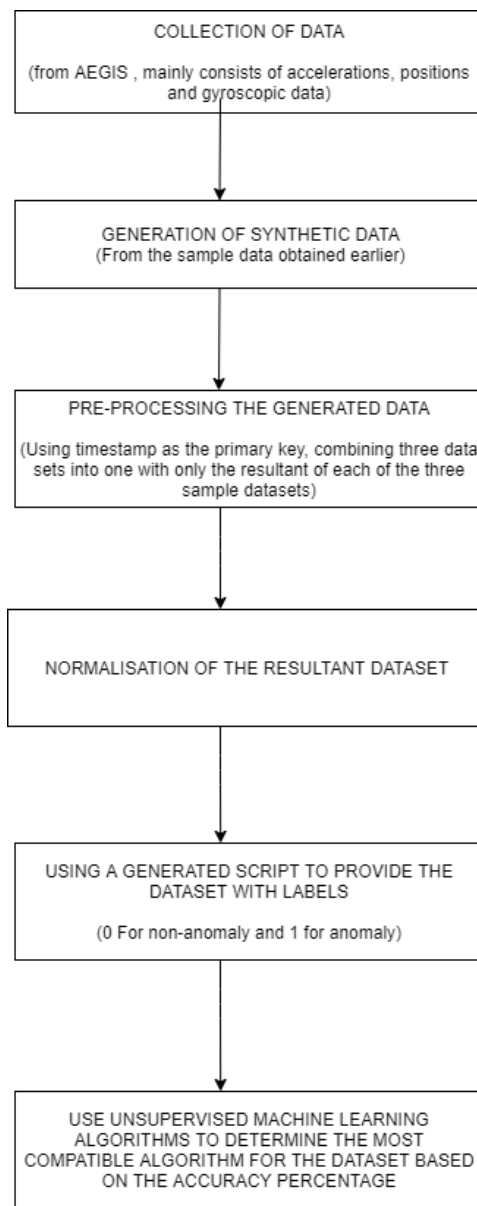 COLLECTION OF DATA
(from AEGIS , mainly consists of accelerations, positions
and gyroscopic data)
GENERATION OF SYNTHETIC DATA
(From the sample data obtained earlier)
PRE-PROCESSING THE GENERATED DATA
(Using timestamp as the primary key, combining three data
sets into one with only the resultant of each of the three
sample datasets)
NORMALISATION OF THE RESULTANT DATASET
USING A GENERATED SCRIPT TO PROVIDE THE
DATASET WITH LABELS
(0 For non-anomaly and 1 for anomaly)
USE UNSUPERVISED MACHINE LEARNING
ALGORITHMS TO DETERMINE THE MOST
COMPATIBLE ALGORITHM FOR THE DATASET BASED
ON THE ACCURACY PERCENTAGE